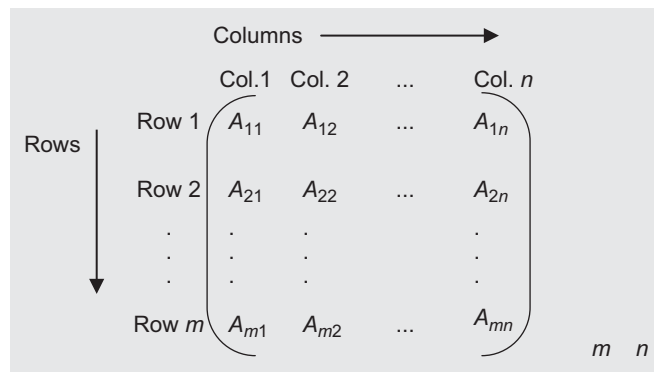 Columns
Col.1 Col. 2 ... Col. n
Row 1 A11 A12 ... A1n
Rows
Row 2 A21 A22 ... A2n
. . . .
. . . .
. . . .
Row m Am1 Am2 ... Amn
m n